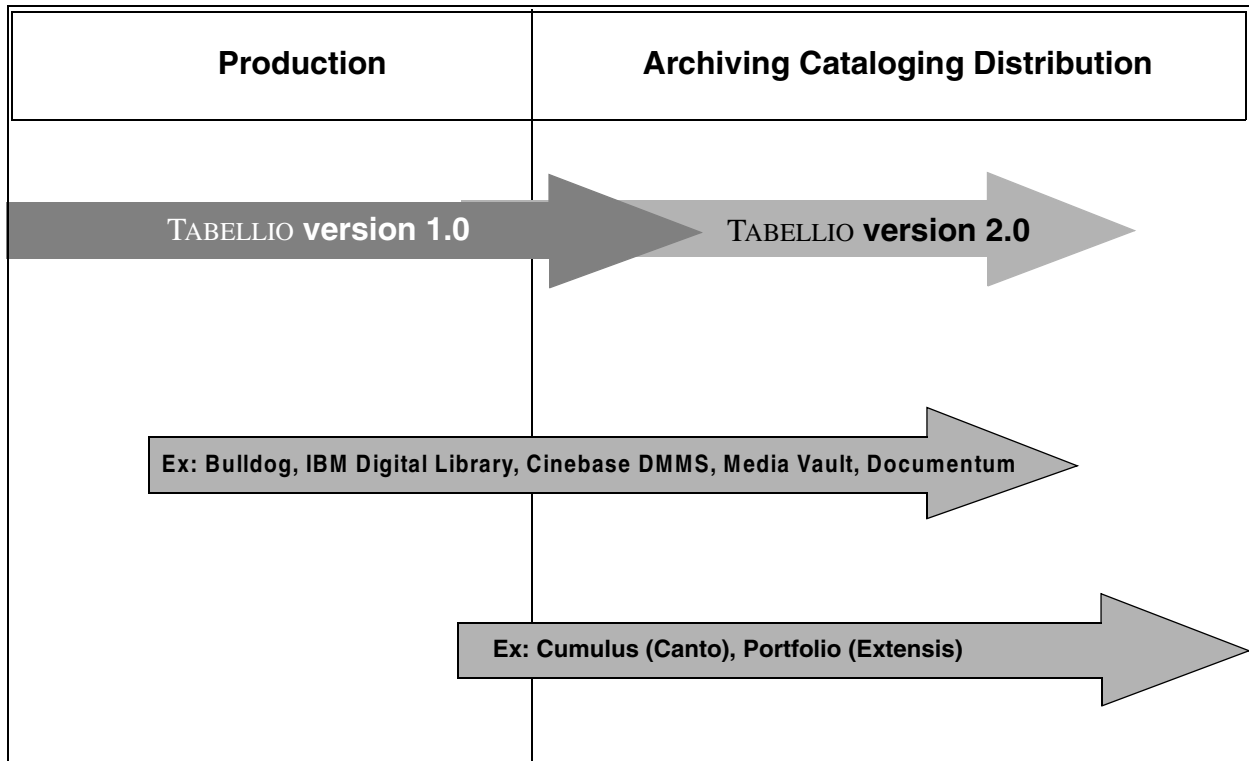 Production
Archiving Cataloging Distribution
TABELLIO version 1.0
TABELLIO version 2.0
Ex: Bulldog, IBM Digital Library, Cinebase DMMS, Media Vault, Documentum
Ex: Cumulus (Canto), Portfolio (Extensis)